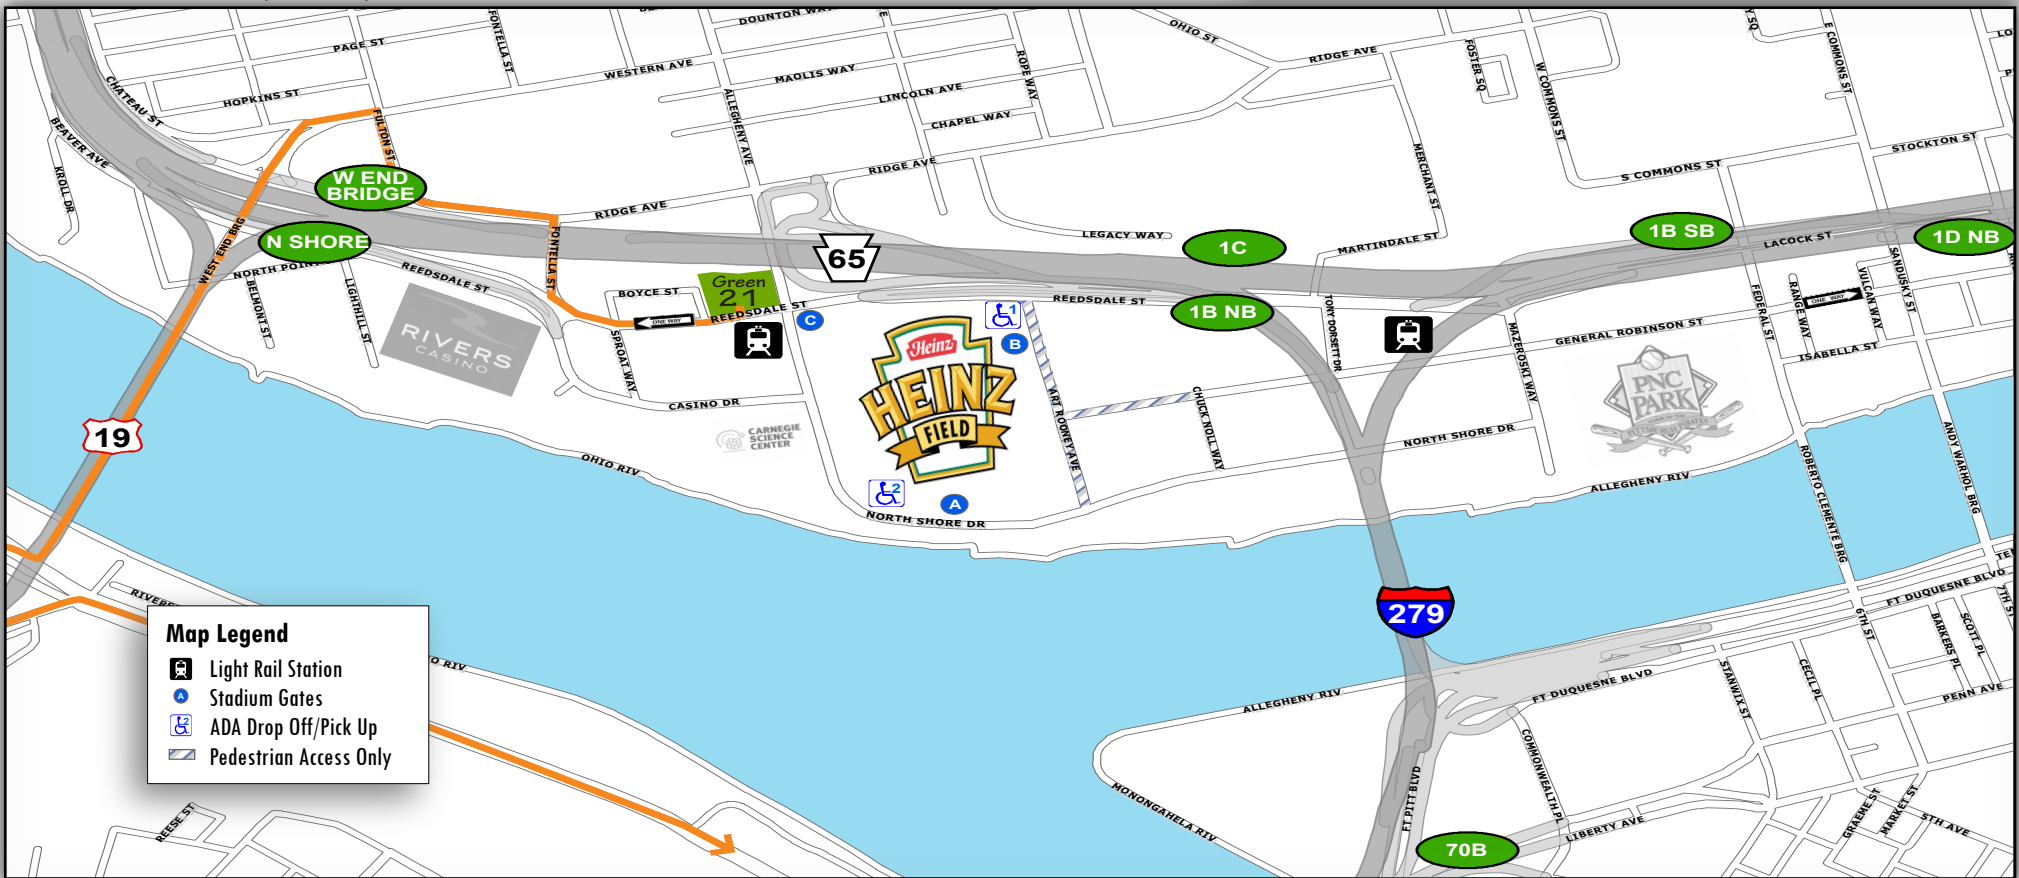 DOUNTON WAY
FONTELLA ST
PAGE ST
OHIO ST
RIDGE AVE
FOSTER SQ
W COMMONS ST
E COMMONS ST
WESTERN AVE
MAOLIS WAY
ROPE WAY
CHATEAU ST
HOPKINS ST
LINCOLN AVE
ALLEGHENY AVE
CHAPEL WAY
FULTON ST
BEAVER AVE
KROLL DR
RIDGE AVE
MERCHANT ST
STOCKTON ST
S COMMONS ST
W END
BRIDGE
RIDGE AVE
LEGACY WAY
MARTINDALE ST
1C
1B SB
LACOCK ST
1D NB
N SHORE
WEST END BRG
FONTELLA ST
65
NORTH POIN
REEDSDALE ST
BELMONT ST
LIGHTHILL ST
BOYCE ST
Green
21
REEDSDALE ST
REEDSDALE ST
1B NB
TONY DORSETT DR
FEDERAL ST
RANGE WAY
VULCAN WAY
SANDUSKY ST
ONE WAY
ONE WAY
C
1
B
RIVERS
CASINO
SPROAT WAY
Heinz
HEINZ
FIELD
MAZEROSKI WAY
GENERAL ROBINSON ST
ISABELLA ST
PNC
PARK
PITTSBURGH PIRATES
CASINO DR
CARNEGIE
SCIENCE
CENTER
ART ROONEY AVE
CHUCK NOLL WAY
NORTH SHORE DR
19
OHIO RIV
2
A
NORTH SHORE DR
ALLEGHENY RIV
ROBERTO CLEMENTE BRG
ANDY WARHOL BRG
279
FT DUQUESNE BLVD
7TH ST
6TH ST
BARKERS PL
SCOTT PL
RIVERS
Map Legend
Light Rail Station
A
Stadium Gates
2
ADA Drop Off/Pick Up
Pedestrian Access Only
O RIV
ALLEGHENY RIV
FT DUQUESNE BLVD
STANWIX ST
CECIL PL
PENN AVE
COMMONWEALTH PL
FT PITT BLVD
MONONGAHELA RIV
REESE ST
LIBERTY AVE
GRAEME ST
MARKET ST
5TH AVE
70B